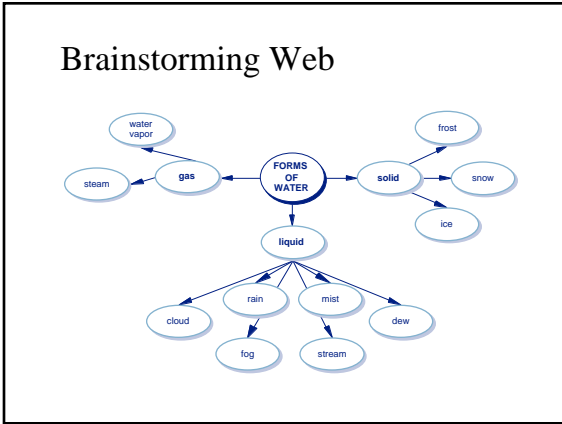 Brainstorming Web
water
vapor
frost
steam
gas
FORMS
OF
WATER
solid
snow
ice
liquid
rain
mist
cloud
dew
fog
stream